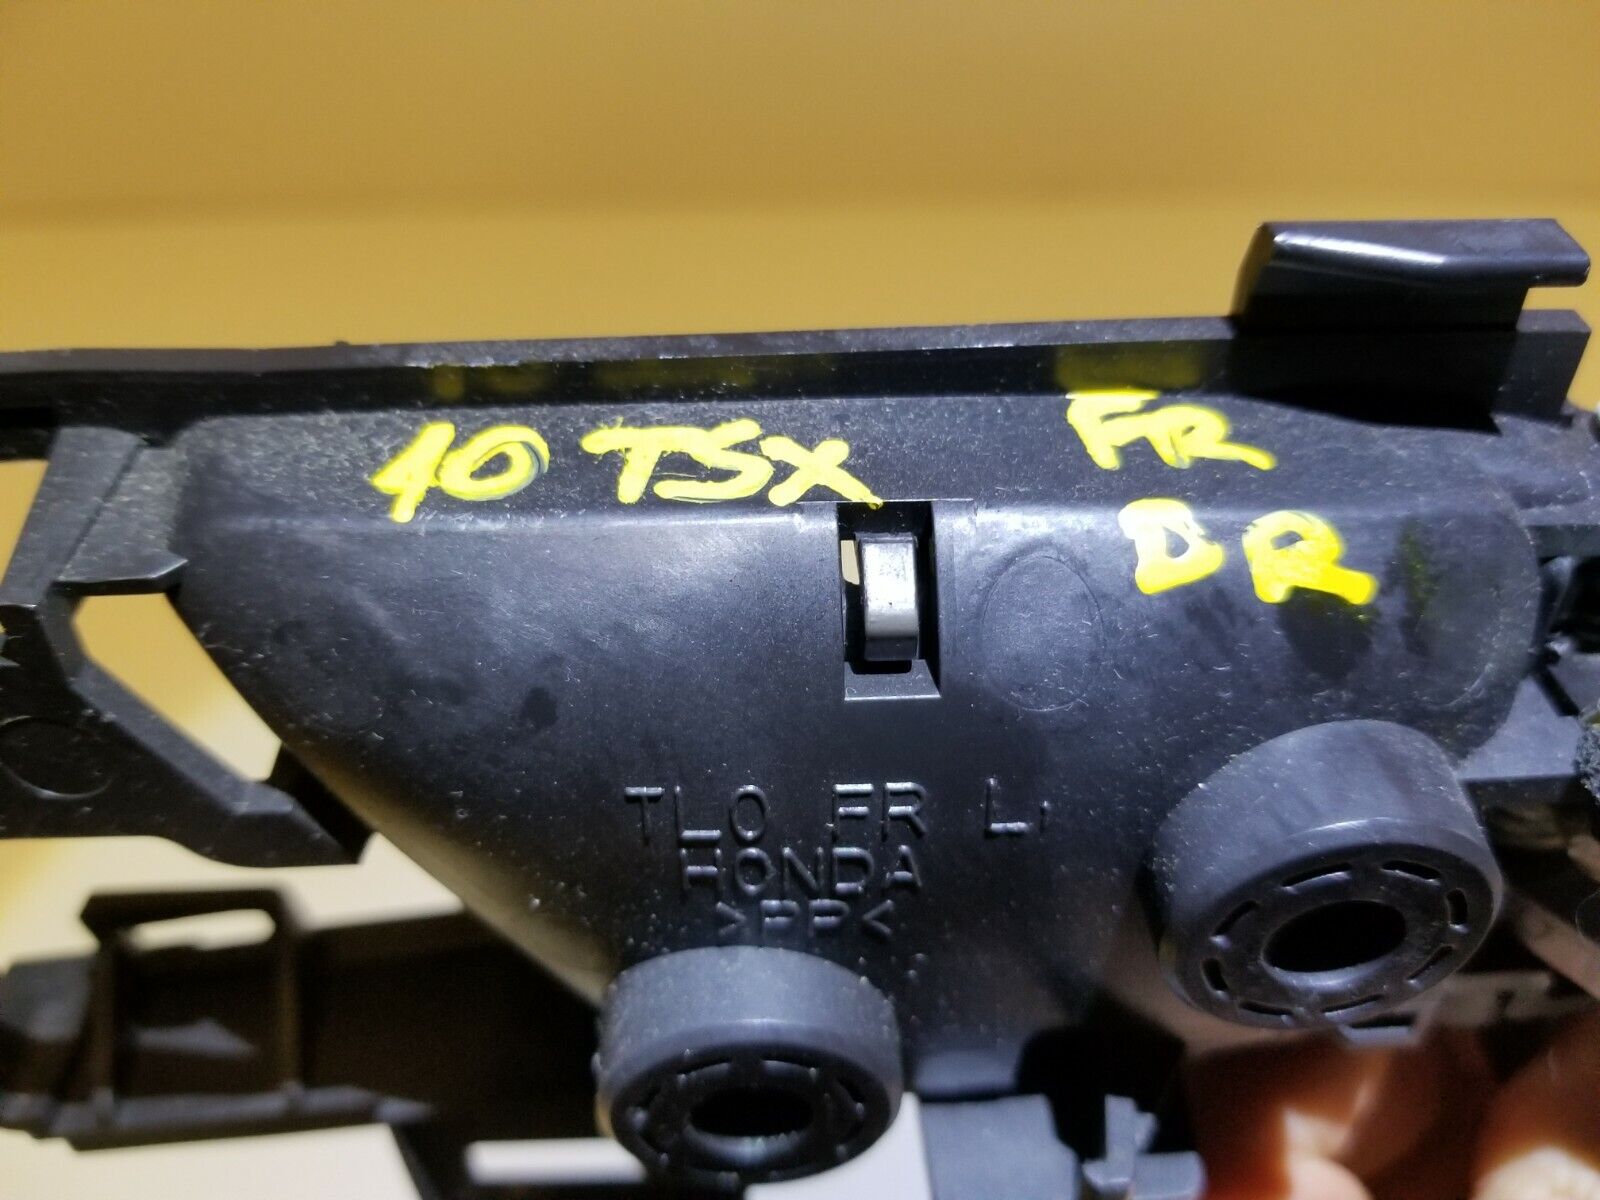 10 TSX FR
DR
TL0 FR L
HONDA
>PP<